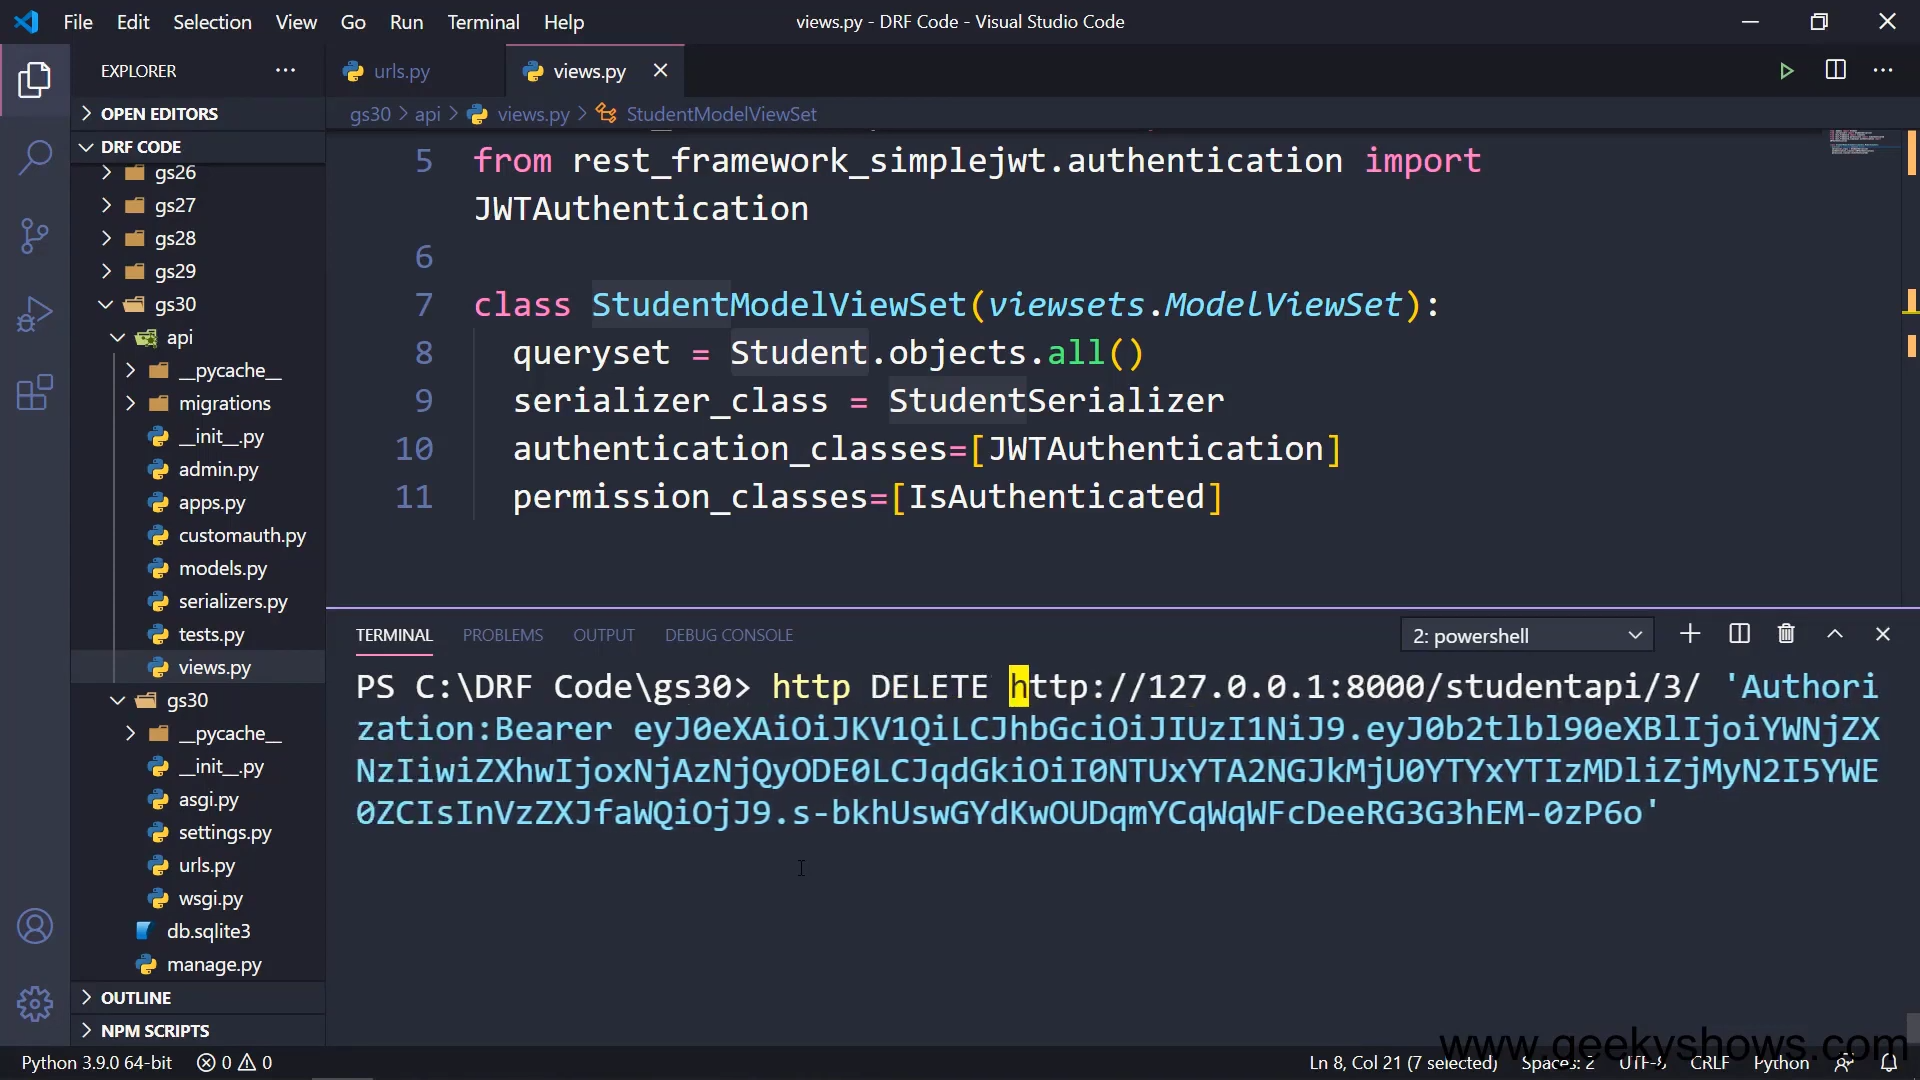 File Edit Selection View Go Run Terminal Help
views.py - DRF Code - Visual Studio Code
EXPLORER
OPEN EDITORS
DRF CODE
gs26
gs27
gs28
gs29
gs30
api
__pycache__
migrations
__init__.py
admin.py
apps.py
customauth.py
models.py
serializers.py
tests.py
views.py
gs30
__pycache__
__init__.py
asgi.py
settings.py
urls.py
wsgi.py
db.sqlite3
manage.py
OUTLINE
NPM SCRIPTS
urls.py views.py
gs30 > api > views.py > StudentModelViewSet
5 from rest_framework_simplejwt.authentication import
JWTAuthentication
6
7 class StudentModelViewSet(viewsets.ModelViewSet):
8 queryset = Student.objects.all()
9 serializer_class = StudentSerializer
10 authentication_classes=[JWTAuthentication]
11 permission_classes=[IsAuthenticated]
TERMINAL PROBLEMS OUTPUT DEBUG CONSOLE 2: powershell
PS C:\DRF Code\gs30> http DELETE http://127.0.0.1:8000/studentapi/3/ 'Authori
zation:Bearer eyJ0eXAiOiJKV1QiLCJhbGciOiJIUzI1NiJ9.eyJ0b2tlbl90eXBlIjoiYWNjZX
NzIiwiZXhwIjoxNjAzNjQyODE0LCJqdGkiOiI0NTUxYTA2NGJkMjU0YTYxYTIzMDliZjMyN2I5YWE
0ZCIsInVzZXJfaWQiOjJ9.s-bkhUswGYdKwOUDqmYCqWqWFcDeeRG3G3hEM-0zP6o'
Python 3.9.0 64-bit 0 0
Ln 8, Col 21 (7 selected) Spaces: 2 UTF-8 CRLF Python
www.geekyshows.com